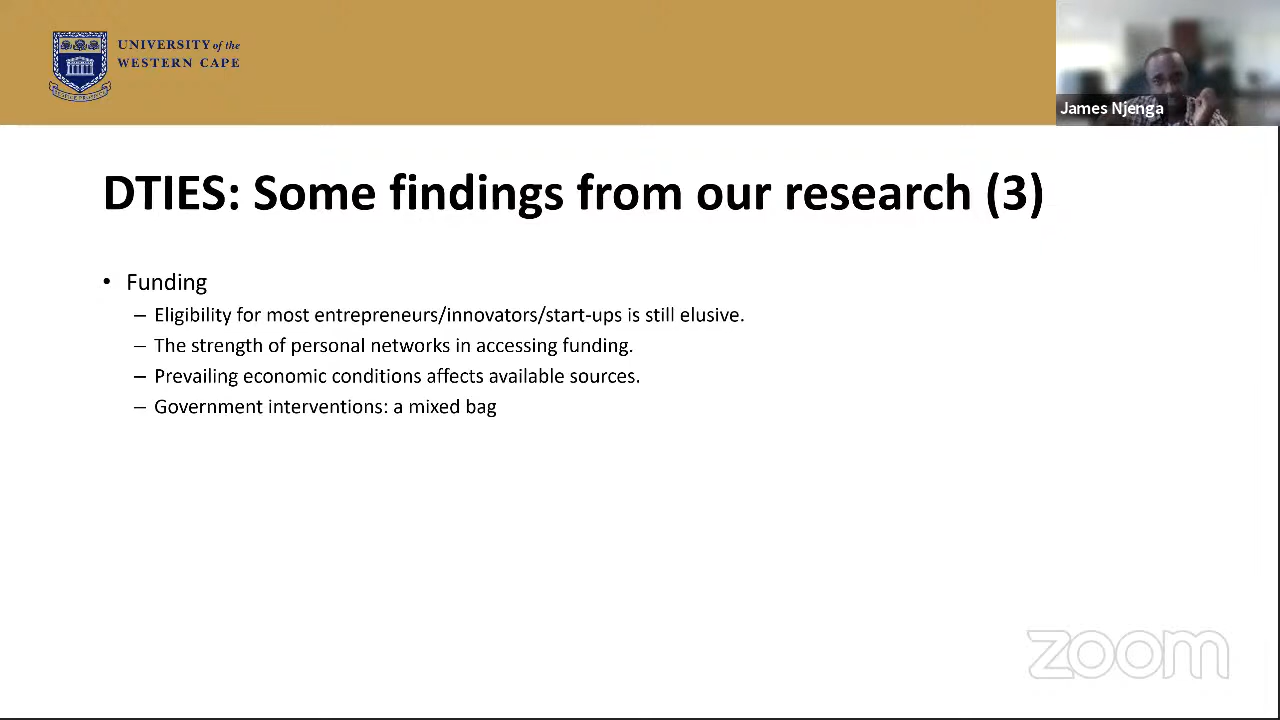 UNIVERSITY of the
WESTERN CAPE
James Njenga
DTIES: Some findings from our research (3)
• Funding
– Eligibility for most entrepreneurs/innovators/start-ups is still elusive.
– The strength of personal networks in accessing funding.
– Prevailing economic conditions affects available sources.
– Government interventions: a mixed bag
zoom